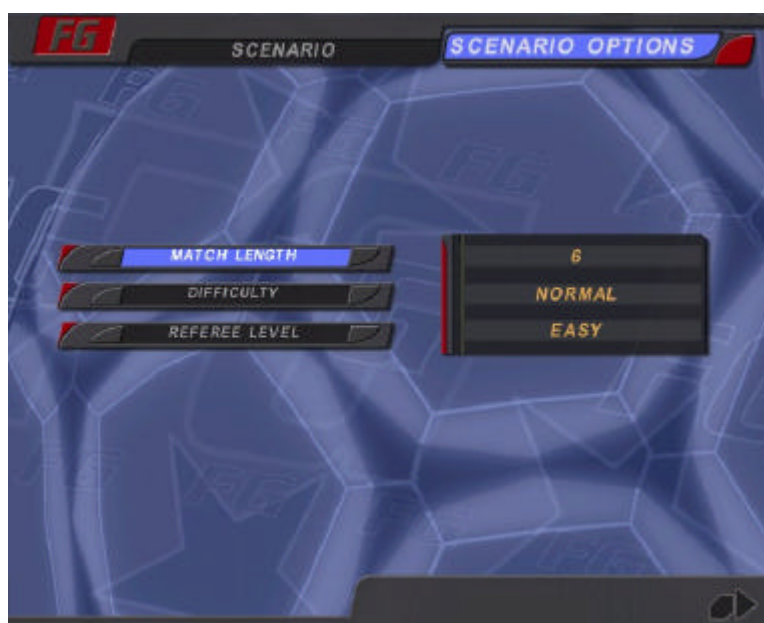 FG
SCENARIO
SCENARIO OPTIONS
MATCH LENGTH
6
DIFFICULTY
NORMAL
REFEREE LEVEL
EASY